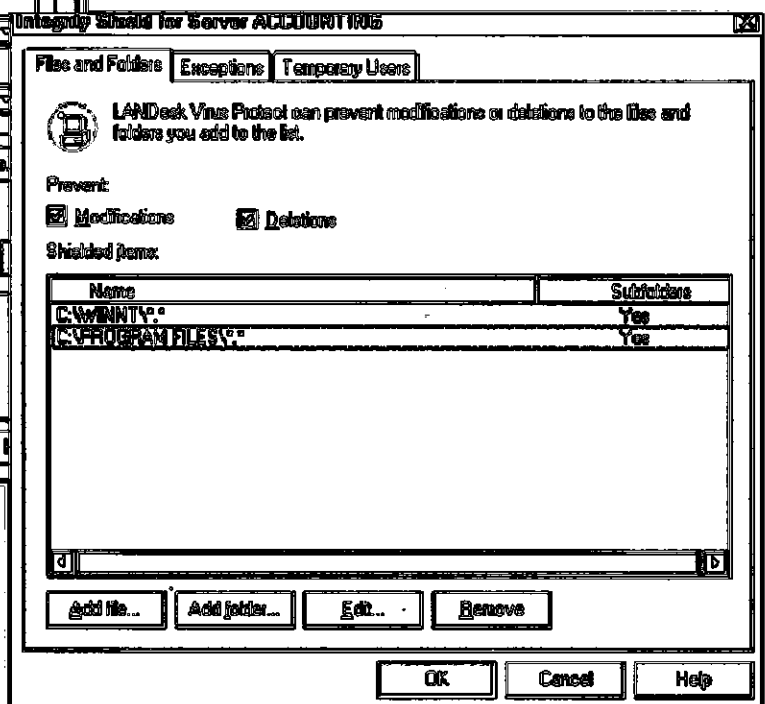 Integrity Shield for Server ACCOUNTING
Files and Folders Exceptions Temporary Users
LANDesk Virus Protect can prevent modifications or deletions to the files and
folders you add to the list.
Prevent:
Modifications Deletions
Shielded items:
Name Subfolders
C:\WINNT\*.* Yes
C:\PROGRAM FILES\*.* Yes
Add file... Add folder... Edit... Remove
OK Cancel Help